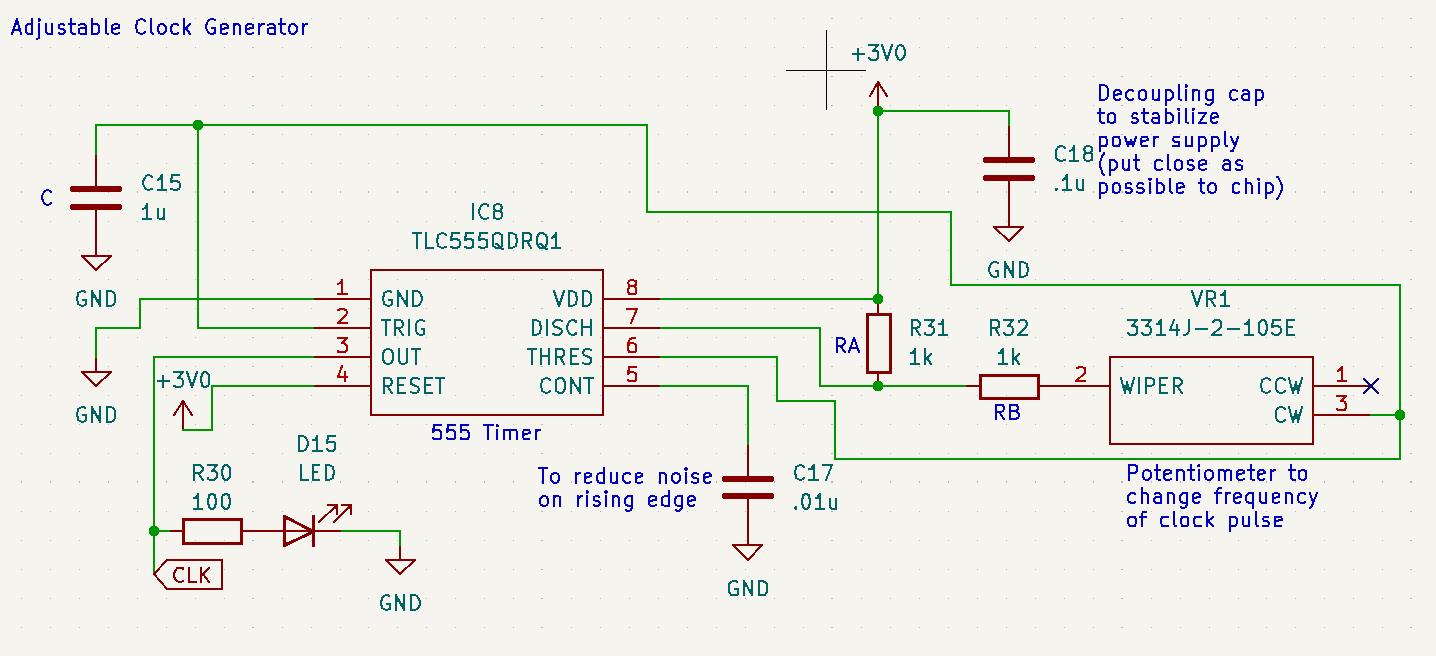 Adjustable Clock Generator
+3V0
Decoupling cap
to stabilize
power supply
(put close as
possible to chip)
C18
.1u
GND
C
C15
1u
GND
IC8
TLC555QDRQ1
1
2
3
4
GND
TRIG
OUT
RESET
VDD
DISCH
THRES
CONT
8
7
6
5
555 Timer
GND
+3V0
RA
R31
1k
R32
1k
RB
VR1
3314J-2-105E
2
WIPER
CCW
CW
1
3
Potentiometer to
change frequency
of clock pulse
To reduce noise
on rising edge
C17
.01u
GND
R30
100
D15
LED
GND
CLK